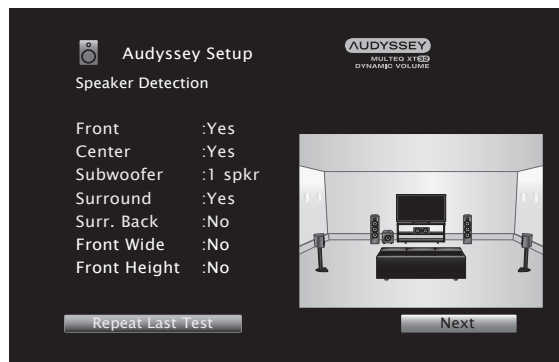 Audyssey Setup
AUDYSSEY
MULTEQ XT32
DYNAMIC VOLUME
Speaker Detection
Front :Yes
Center :Yes
Subwoofer :1 spkr
Surround :Yes
Surr. Back :No
Front Wide :No
Front Height :No
Repeat Last Test
Next